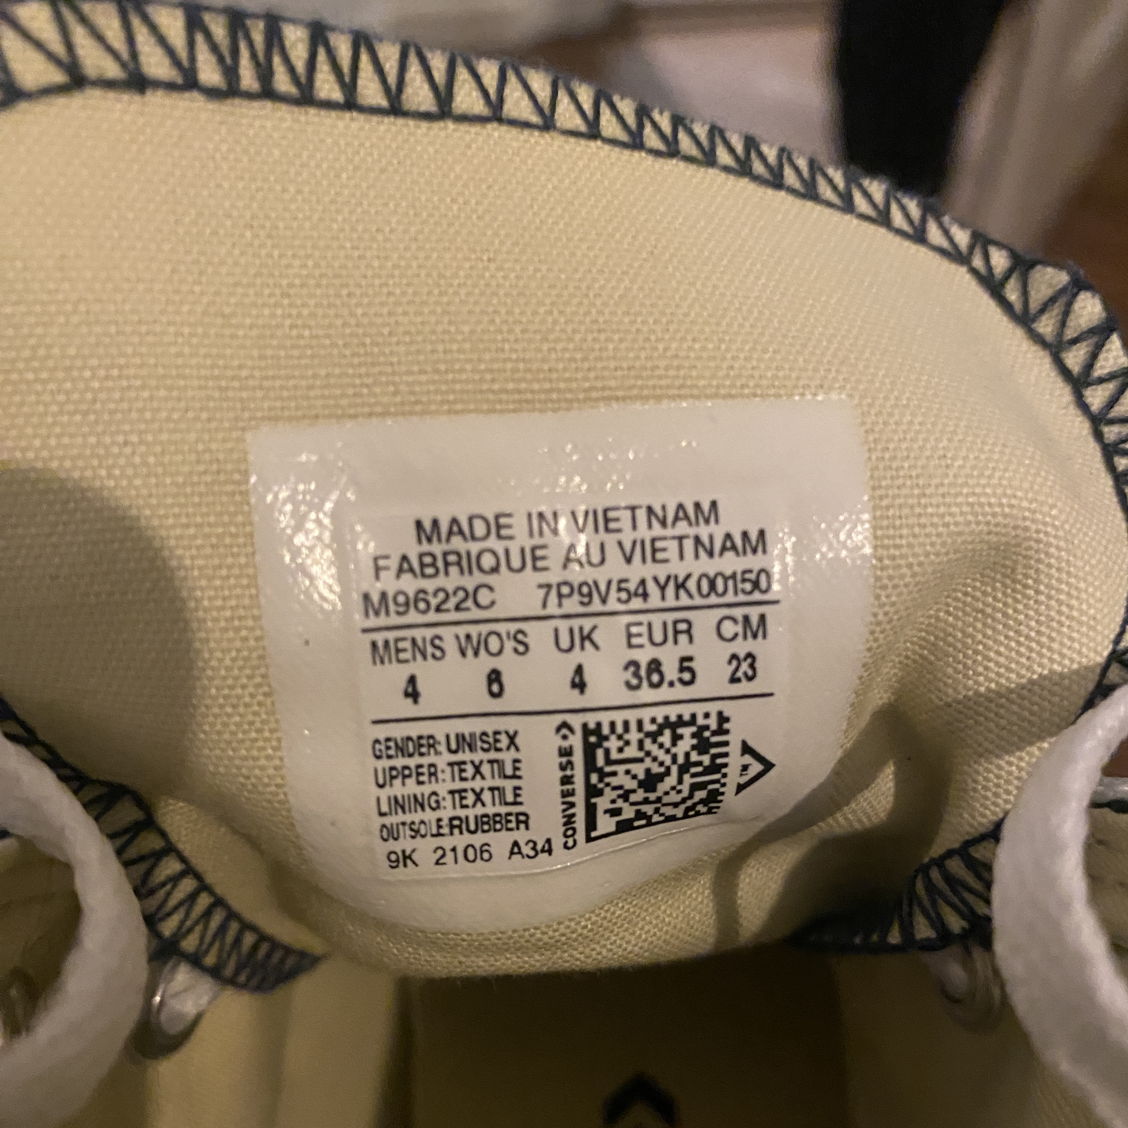 MADE IN VIETNAM
FABRIQUE AU VIETNAM
M9622C 7P9V54YK00150
MENS WO'S UK EUR CM
4 6 4 36.5 23
GENDER: UNISEX
UPPER: TEXTILE
LINING: TEXTILE
OUTSOLE:RUBBER
9K 2106 A34
CONVERSE
TM